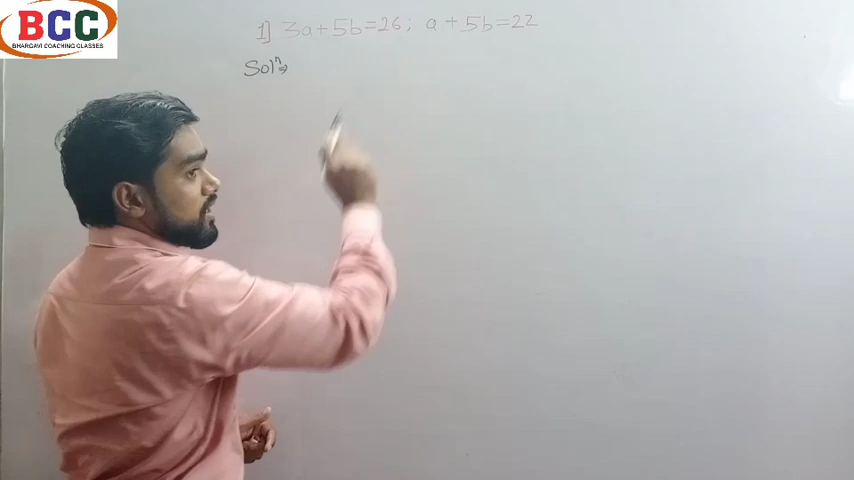 BCC
BHARGAVI COACHING CLASSES
1] 3a+5b=26; a+5b=22
Solⁿ⇒